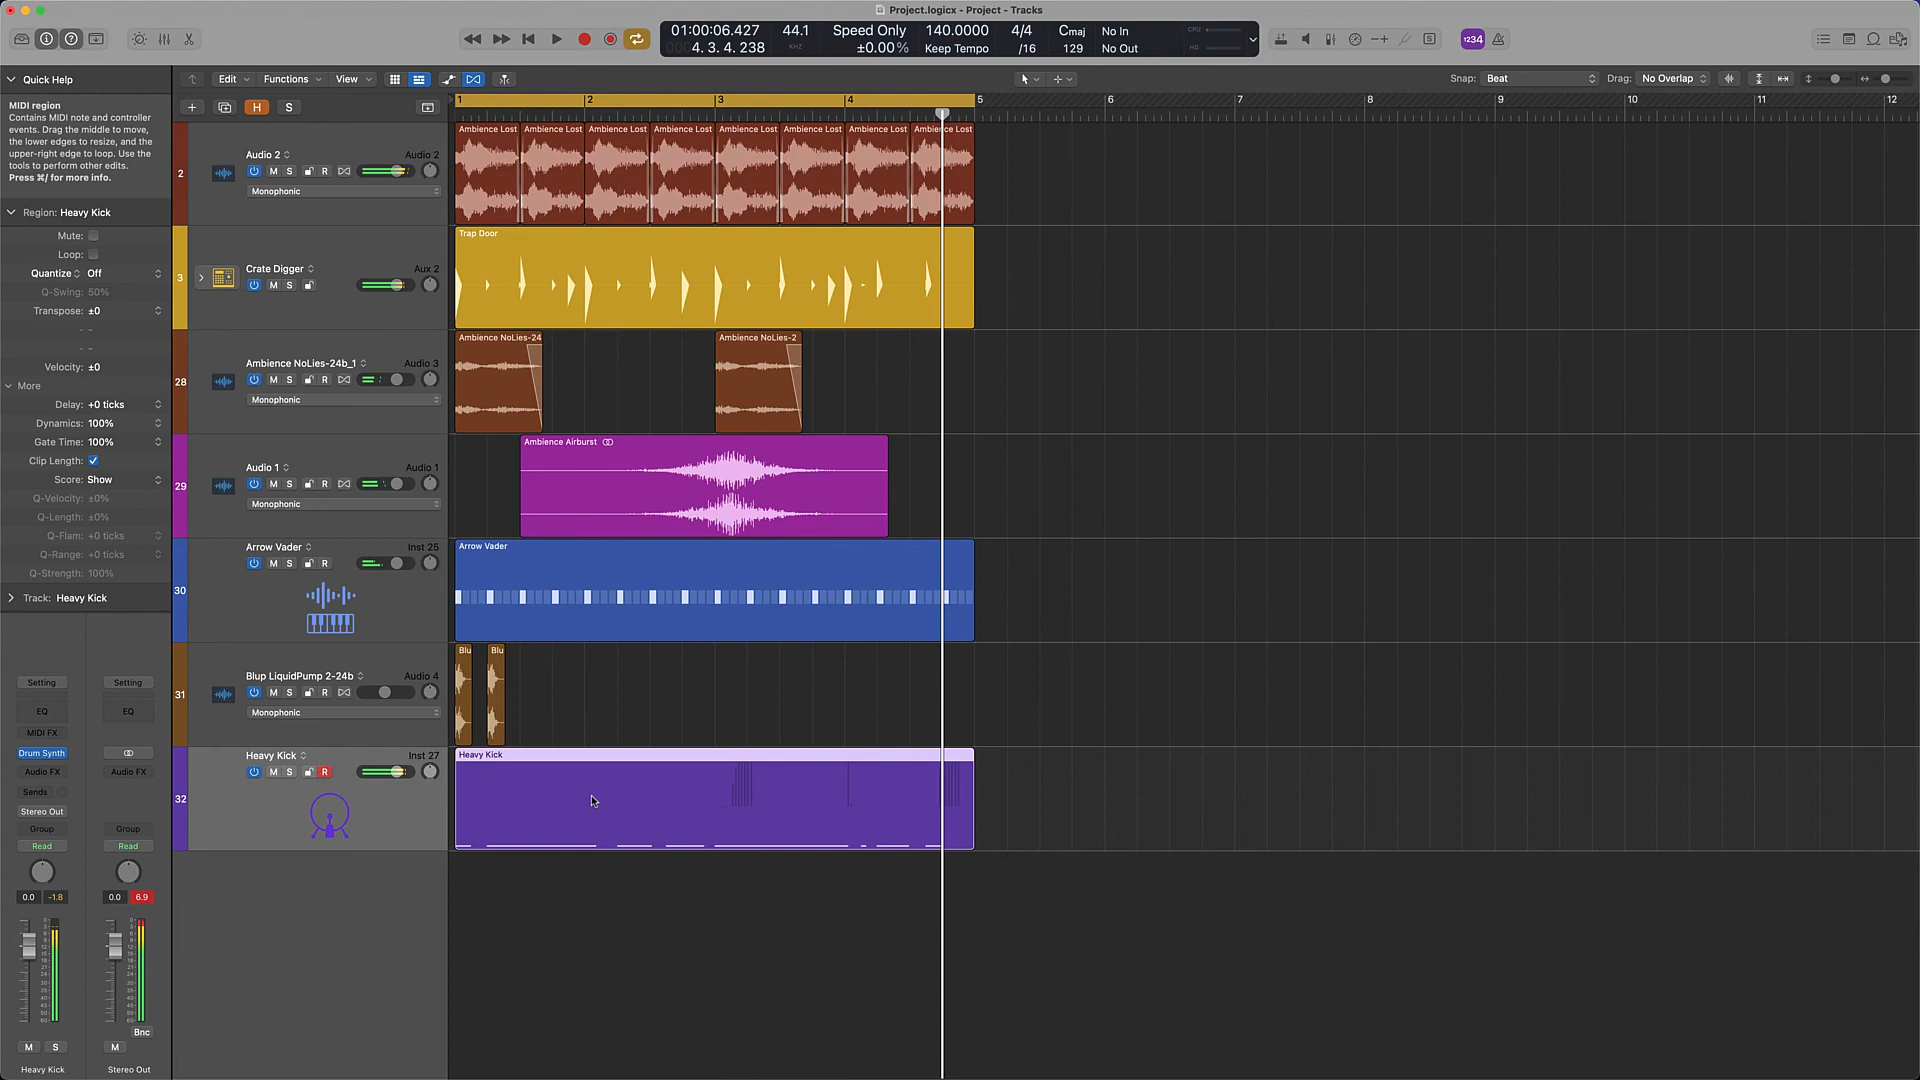 Project.logicx - Project - Tracks
01:00:06.427
4. 3. 4. 238
44.1
KHZ
Speed Only
±0.00%
140.0000
Keep Tempo
4/4
/16
Cmaj
129
No In
No Out
CPU
HD
1234
Quick Help
MIDI region
Contains MIDI note and controller
events. Drag the middle to move,
the lower edges to resize, and the
upper-right edge to loop. Use the
tools to perform other edits.
Press ⌘/ for more info.
Region: Heavy Kick
Mute:
Loop:
Quantize Off
Q-Swing: 50%
Transpose: ±0
- -
- -
Velocity: ±0
More
Delay: +0 ticks
Dynamics: 100%
Gate Time: 100%
Clip Length:
Score: Show
Q-Velocity: ±0%
Q-Length: ±0%
Q-Flam: +0 ticks
Q-Range: +0 ticks
Q-Strength: 100%
Track: Heavy Kick
Setting
EQ
MIDI FX
Drum Synth
Audio FX
Sends
Stereo Out
Group
Read
0.0 -1.8
M S
Heavy Kick
Setting
EQ
Audio FX
Group
Read
0.0 6.9
Bnc
M
Stereo Out
Edit Functions View
Snap: Beat
Drag: No Overlap
H S
1 2 3 4 5 6 7 8 9 10 11 12
2
Audio 2 Audio 2
M S R
Monophonic
Ambience Lost Ambience Lost Ambience Lost Ambience Lost Ambience Lost Ambience Lost Ambience Lost Ambience Lost
3
Crate Digger Aux 2
M S
Trap Door
28
Ambience NoLies-24b_1 Audio 3
M S R
Monophonic
Ambience NoLies-24
Ambience NoLies-2
29
Audio 1 Audio 1
M S R
Monophonic
Ambience Airburst
30
Arrow Vader Inst 25
M S R
Arrow Vader
31
Blup LiquidPump 2-24b Audio 4
M S R
Monophonic
Blu Blu
32
Heavy Kick Inst 27
M S R
Heavy Kick